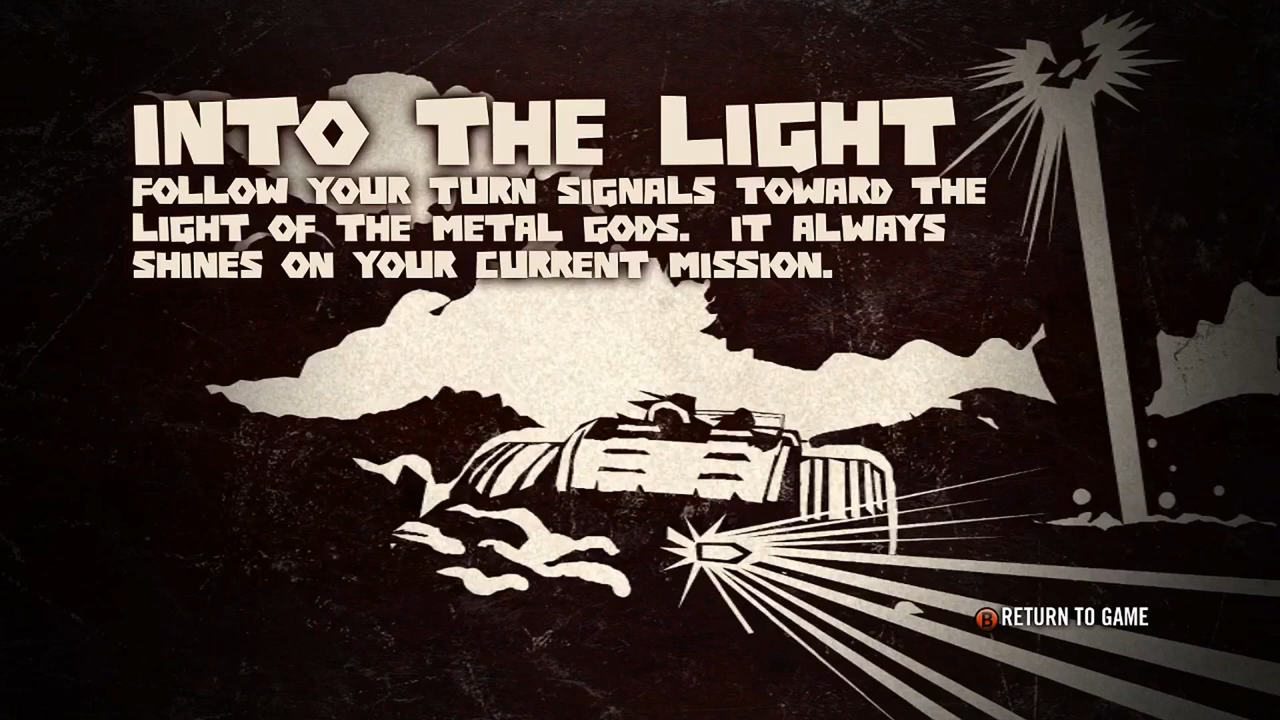 INTO THE LIGHT
FOLLOW YOUR TURN SIGNALS TOWARD THE
LIGHT OF THE METAL GODS.  IT ALWAYS
SHINES ON YOUR CURRENT MISSION.
B RETURN TO GAME